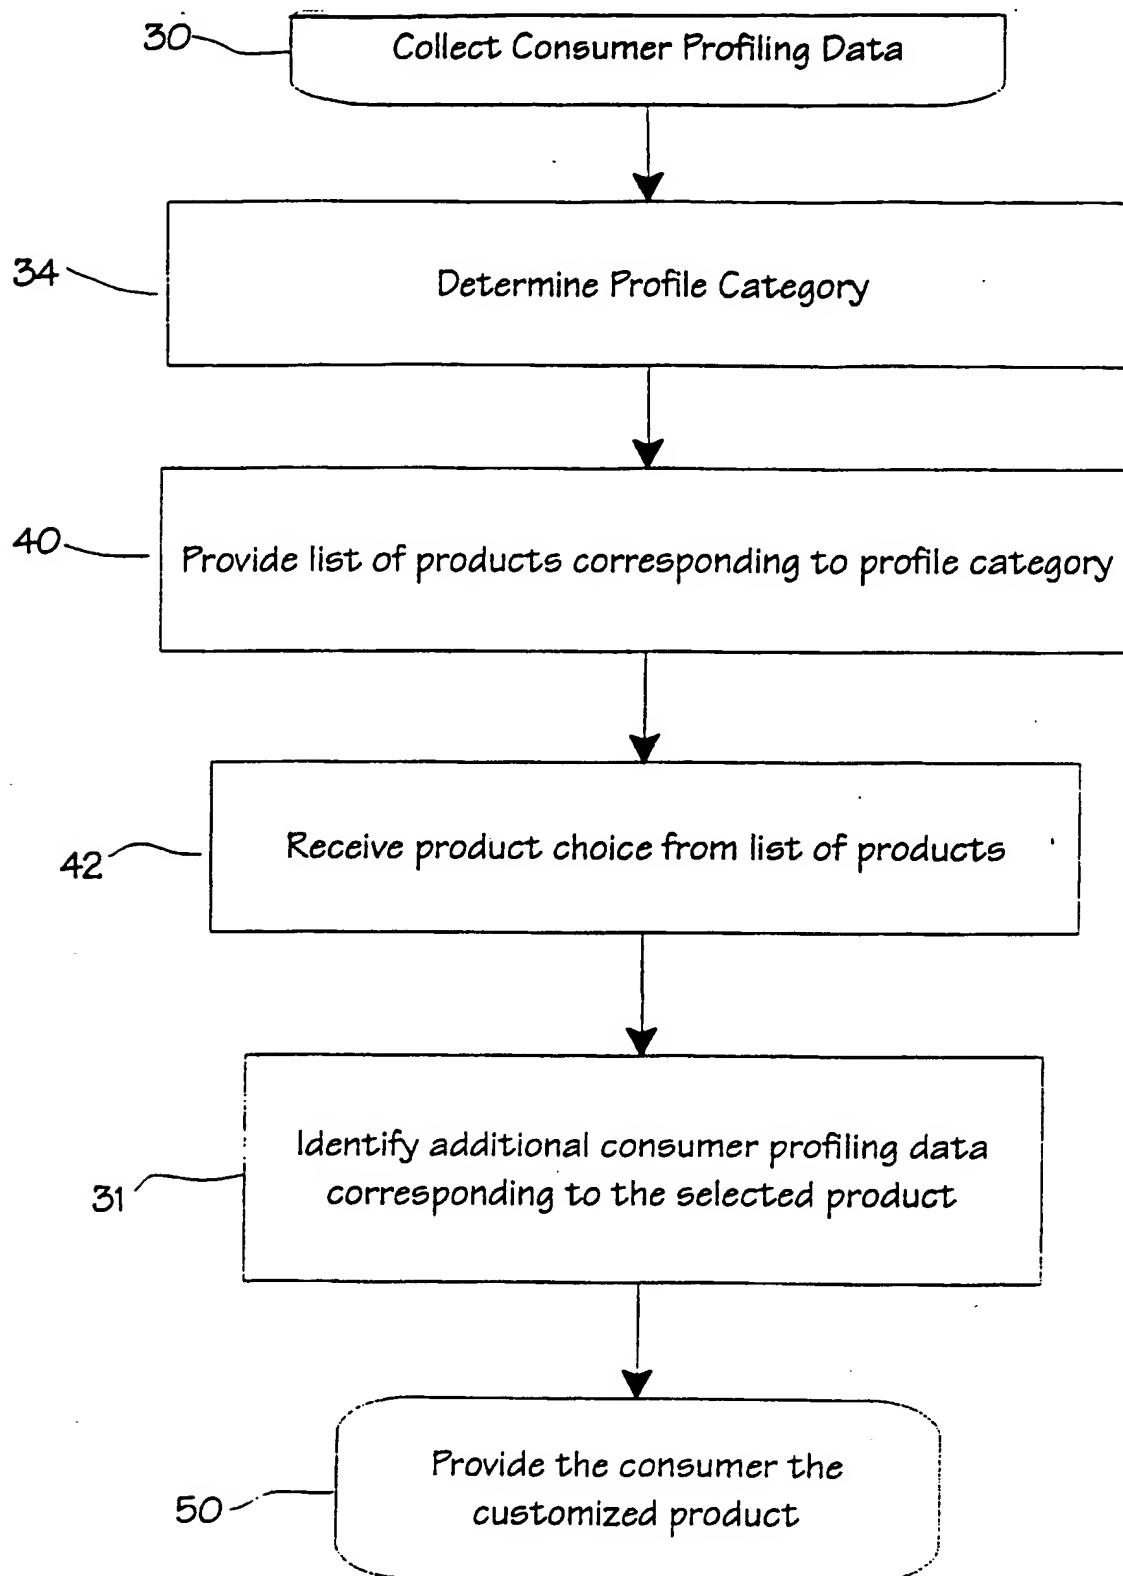 30
Collect Consumer Profiling Data
34
Determine Profile Category
40
Provide list of products corresponding to profile category
42
Receive product choice from list of products
31
Identify additional consumer profiling data
corresponding to the selected product
50
Provide the consumer the
customized product